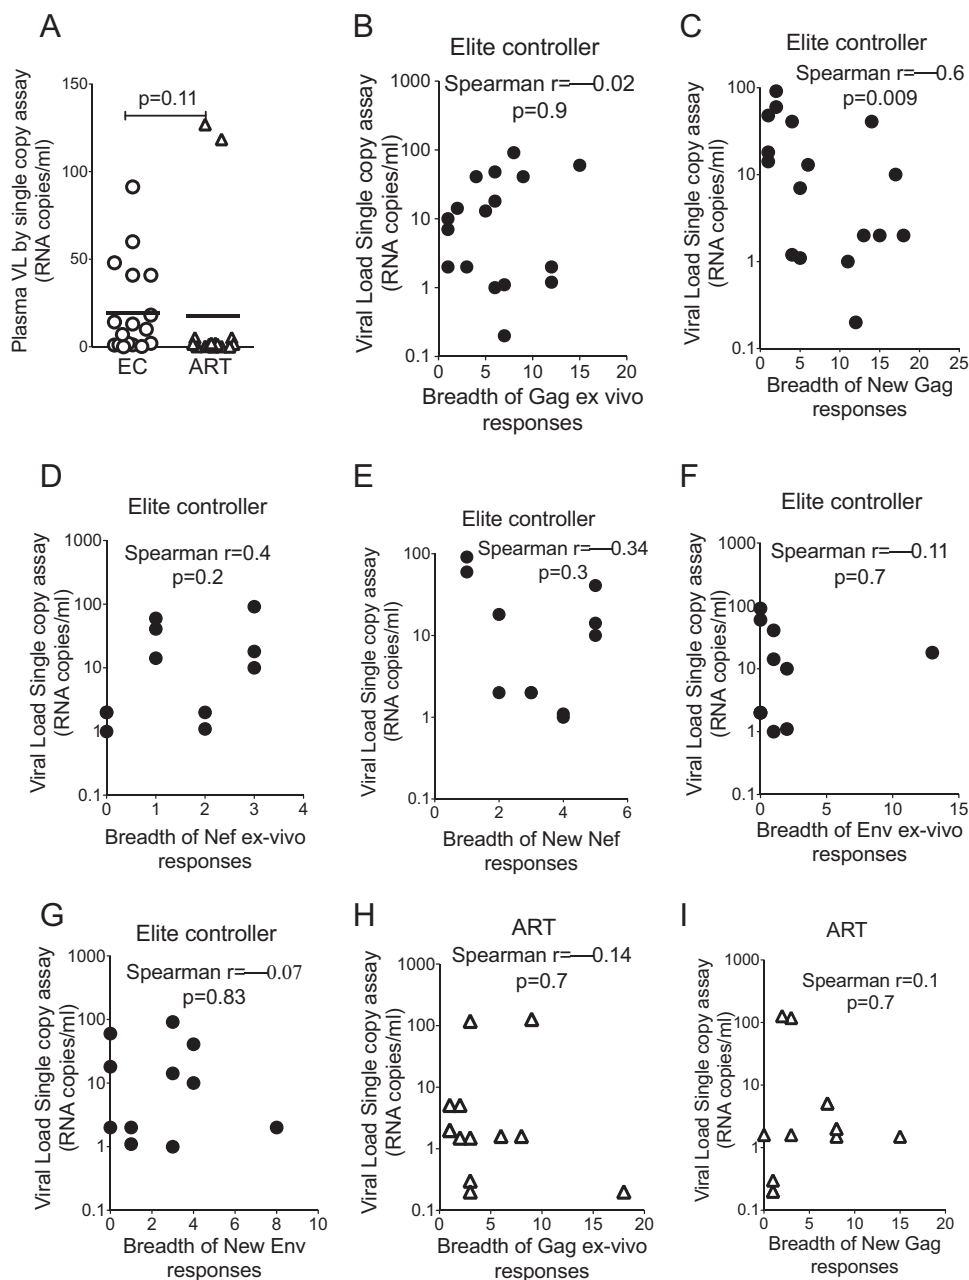 A
Plasma VL by single copy assay
(RNA copies/ml)
150
100
50
0
p=0.11
EC
ART
B
Elite controller
Spearman r=—0.02
p=0.9
Viral Load Single copy assay
(RNA copies/ml)
1000
100
10
1
0.1
0 5 10 15 20
Breadth of Gag ex vivo
responses
C
Elite controller
Spearman r=—0.6
p=0.009
Viral Load Single copy assay
(RNA copies/ml)
100
10
1
0.1
0 5 10 15 20 25
Breadth of New Gag
responses
D
Elite controller
Spearman r=0.4
p=0.2
Viral Load Single copy assay
(RNA copies/ml)
1000
100
10
1
0.1
0 1 2 3 4
Breadth of Nef ex-vivo
responses
E
Elite controller
Spearman r=—0.34
p=0.3
Viral Load Single copy assay
(RNA copies/ml)
100
10
1
0.1
0 2 4 6
Breadth of New Nef
responses
F
Elite controller
Spearman r=—0.11
p=0.7
Viral Load Single copy assay
(RNA copies/ml)
1000
100
10
1
0.1
0 5 10 15
Breadth of Env ex-vivo
responses
G
Elite controller
Spearman r=—0.07
p=0.83
Viral Load Single copy assay
(RNA copies/ml)
1000
100
10
1
0.1
0 2 4 6 8 10
Breadth of New Env
responses
H
ART
Spearman r=—0.14
p=0.7
Viral Load Single copy assay
(RNA copies/ml)
1000
100
10
1
0.1
0 5 10 15 20
Breadth of Gag ex-vivo
responses
I
ART
Spearman r=0.1
p=0.7
Viral Load Single copy assay
(RNA copies/ml)
1000
100
10
1
0.1
0 5 10 15 20
Breadth of New Gag
responses